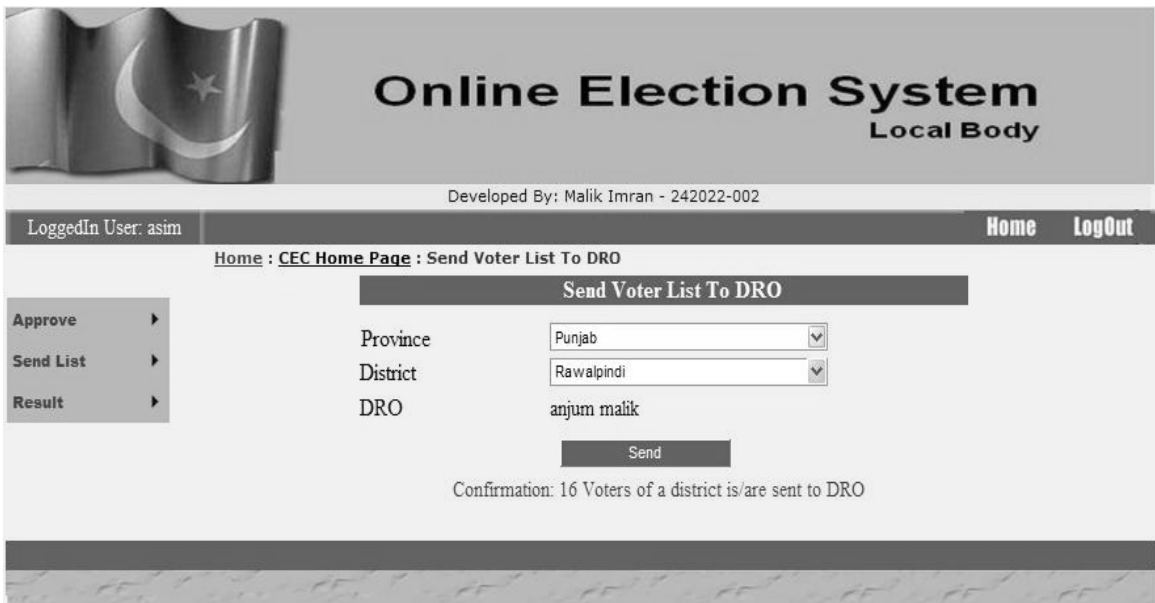 Online Election System
Local Body
Developed By: Malik Imran - 242022-002
LoggedIn User: asim
Home LogOut
Home : CEC Home Page : Send Voter List To DRO
Send Voter List To DRO
Approve
Send List
Result
Province Punjab
District Rawalpindi
DRO anjum malik
Send
Confirmation: 16 Voters of a district is/are sent to DRO